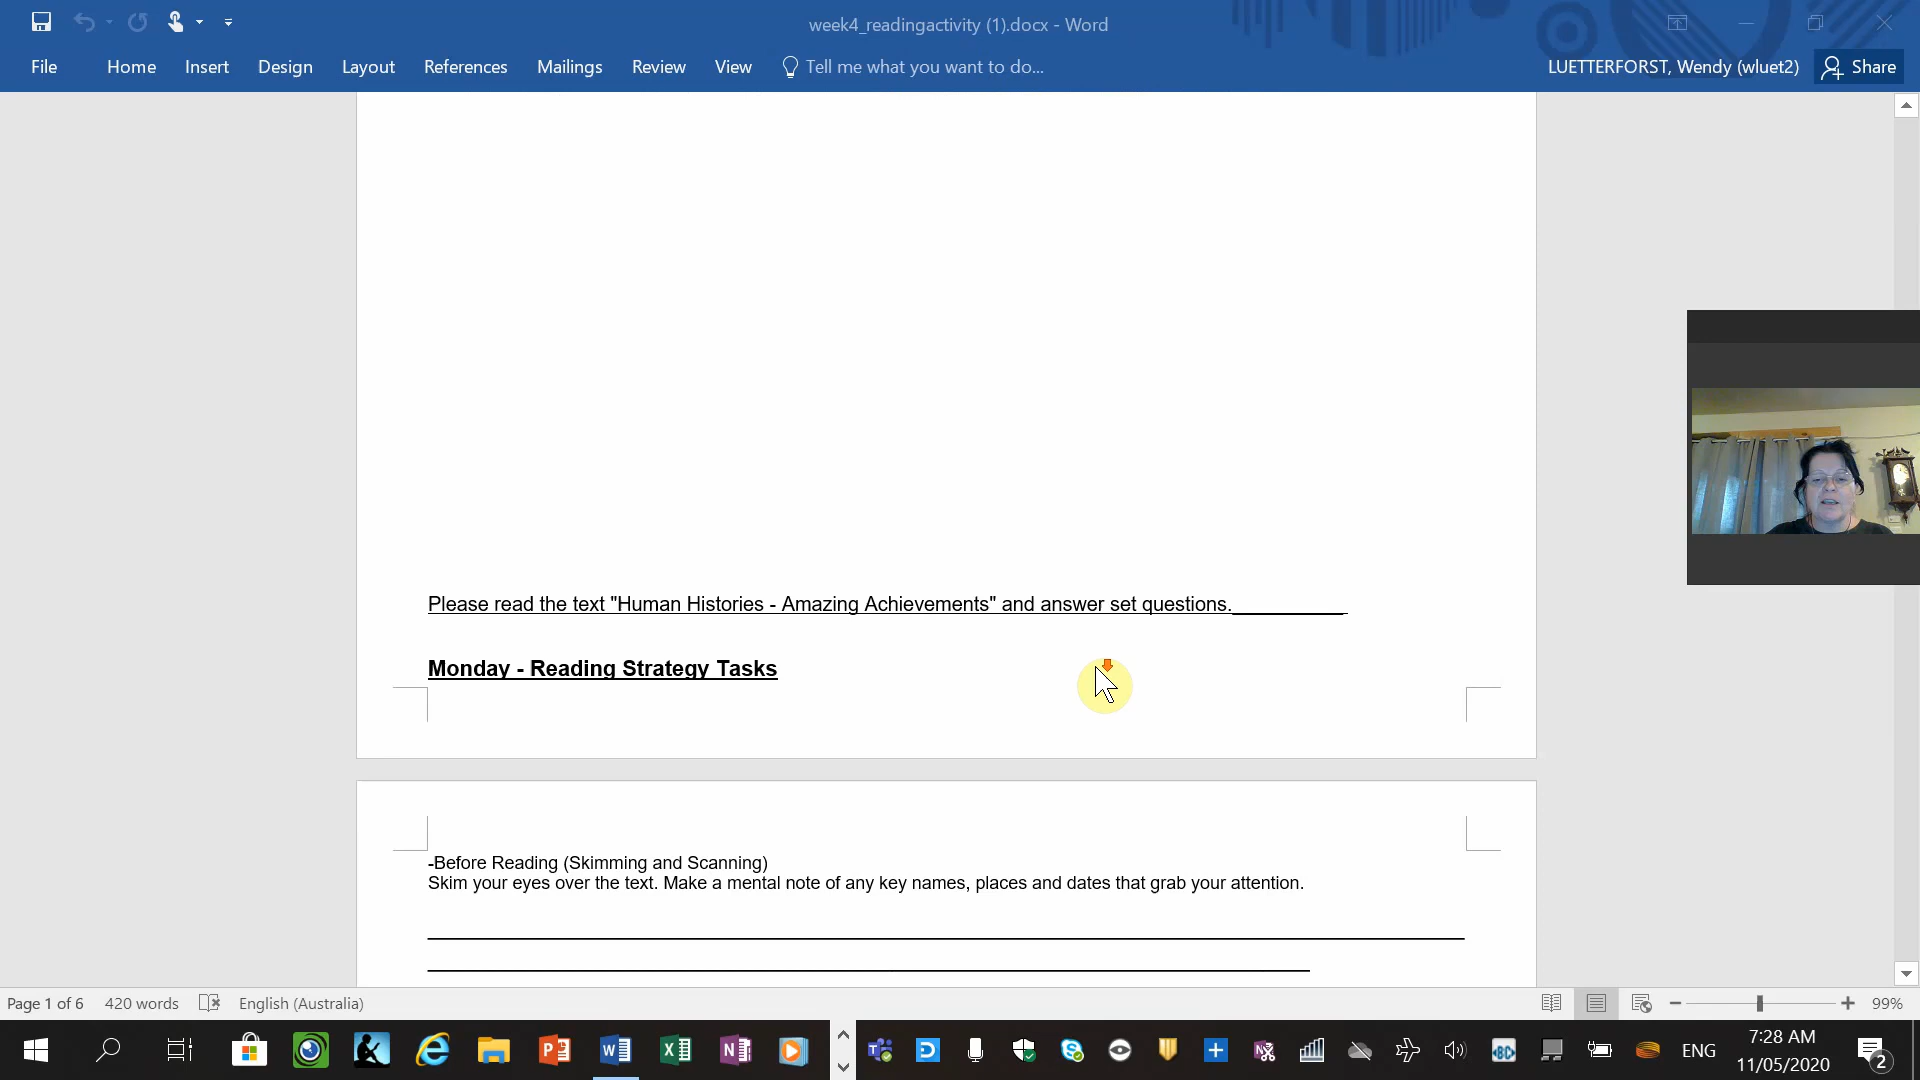 week4_readingactivity (1).docx - Word
File Home Insert Design Layout References Mailings Review View Tell me what you want to do... LUETTERFORST, Wendy (wluet2) Share
Please read the text "Human Histories - Amazing Achievements" and answer set questions.
Monday - Reading Strategy Tasks
-Before Reading (Skimming and Scanning)
Skim your eyes over the text. Make a mental note of any key names, places and dates that grab your attention.
Page 1 of 6 420 words English (Australia) 99%
7:28 AM
ENG
11/05/2020
2